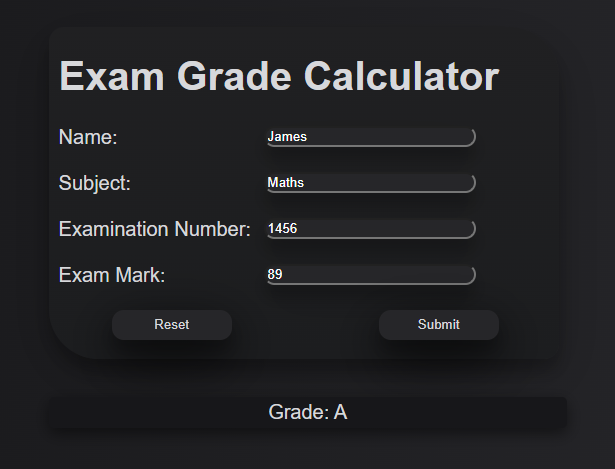 Exam Grade Calculator
Name: James
Subject: Maths
Examination Number: 1456
Exam Mark: 89
Reset Submit
Grade: A